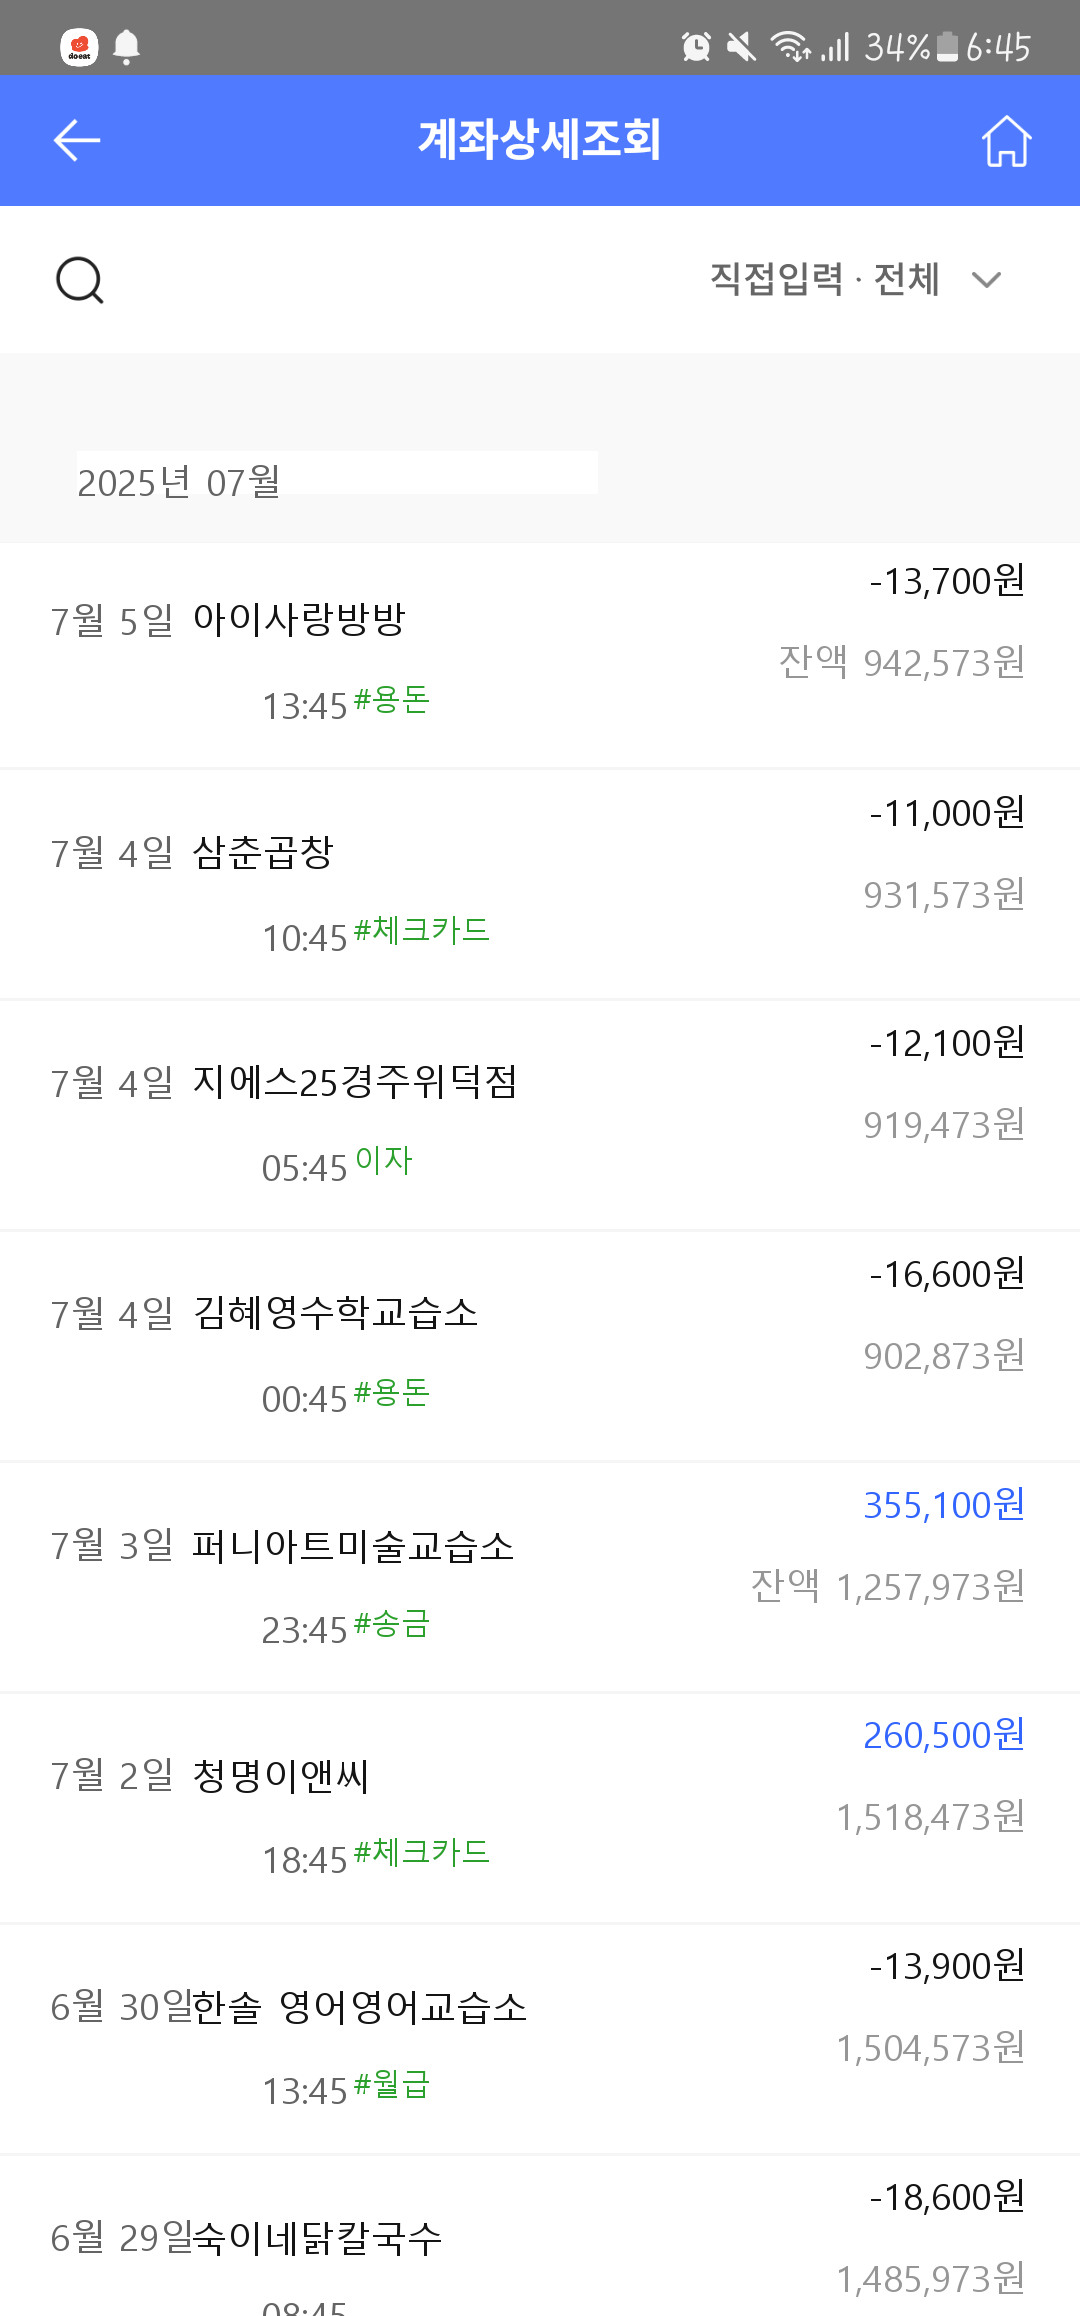 doeat 34% 6:45
계좌상세조회
직접입력 · 전체
2025년 07월
-13,700원
7월 5일 아이사랑방방
잔액 942,573원
13:45 #용돈
-11,000원
7월 4일 삼춘곱창
931,573원
10:45 #체크카드
-12,100원
7월 4일 지에스25경주위덕점
919,473원
05:45 이자
-16,600원
7월 4일 김혜영수학교습소
902,873원
00:45 #용돈
355,100원
7월 3일 퍼니아트미술교습소
잔액 1,257,973원
23:45 #송금
260,500원
7월 2일 청명이앤씨
1,518,473원
18:45 #체크카드
-13,900원
6월 30일 한솔 영어영어교습소
1,504,573원
13:45 #월급
-18,600원
6월 29일 숙이네닭칼국수
1,485,973원
08:45